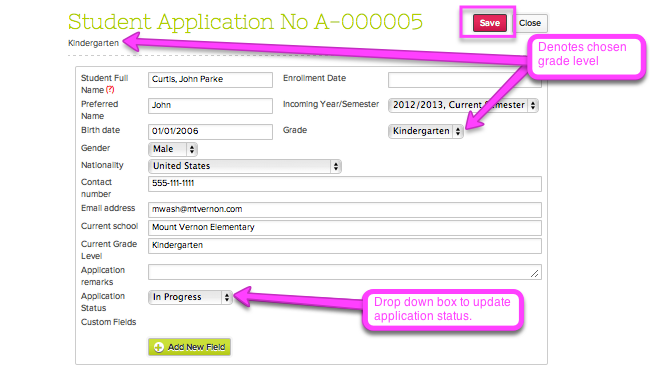 Student Application No A-000005
Save
Close
Kindergarten
Denotes chosen
grade level
Student Full
Name (?)
Curtis, John Parke
Enrollment Date
Preferred
Name
John
Incoming Year/Semester
2012/2013, Current Semester
Birth date
01/01/2006
Grade
Kindergarten
Gender
Male
Nationality
United States
Contact
number
555-111-1111
Email address
mwash@mtvernon.com
Current school
Mount Vernon Elementary
Current Grade
Level
Kindergarten
Application
remarks
Application
Status
In Progress
Drop down box to update
application status.
Custom Fields
Add New Field